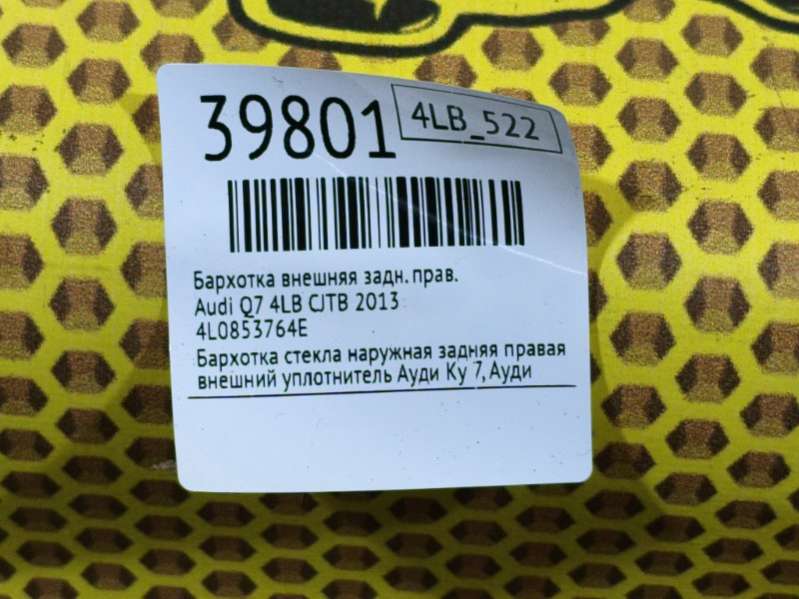 39801
4LB_522
Бархотка внешняя задн. прав.
Audi Q7 4LB CJTB 2013
4L0853764E
Бархотка стекла наружная задняя правая
внешний уплотнитель Ауди Ку 7, Ауди